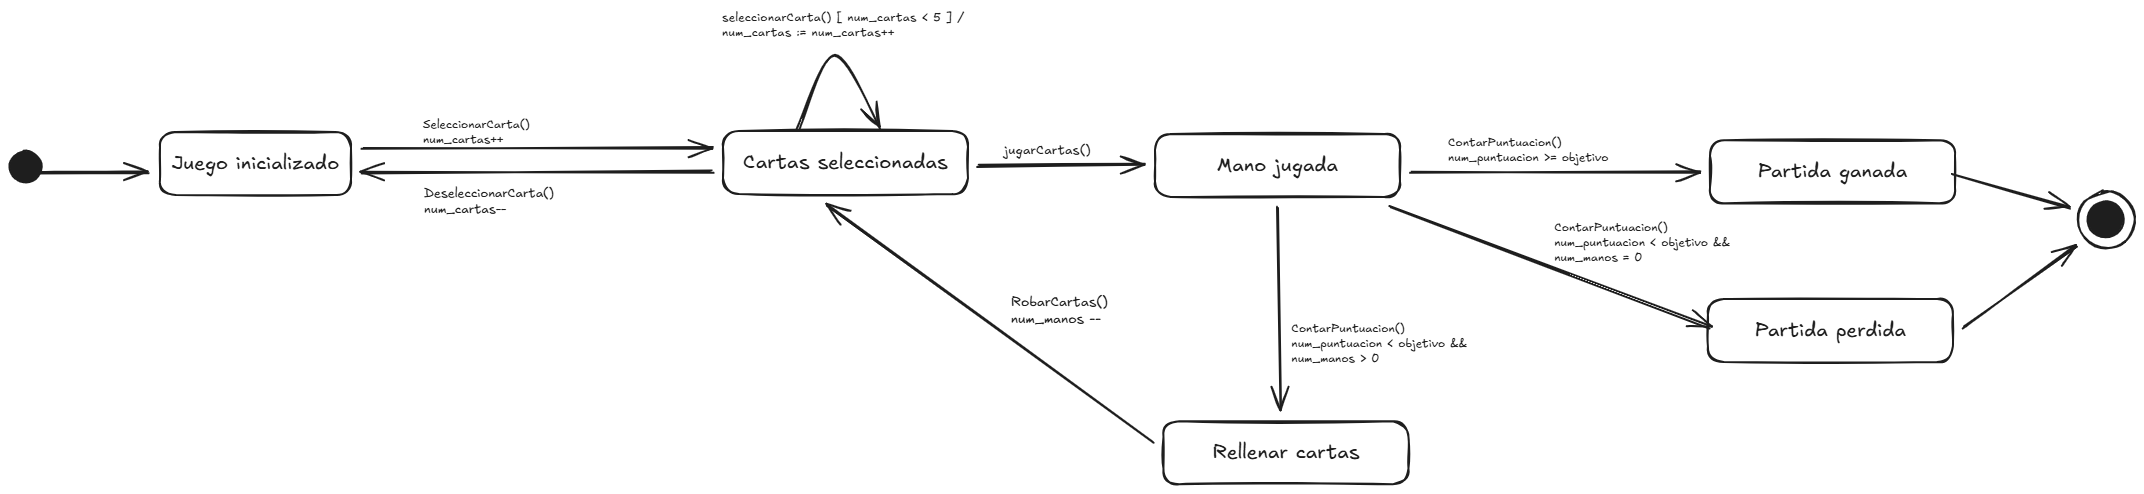 seleccionarCarta() [ num_cartas < 5 ] /
num_cartas := num_cartas++
Juego inicializado
SeleccionarCarta()
num_cartas++
DeseleccionarCarta()
num_cartas--
Cartas seleccionadas
jugarCartas()
Mano jugada
ContarPuntuacion()
num_puntuacion >= objetivo
Partida ganada
ContarPuntuacion()
num_puntuacion < objetivo &&
num_manos = 0
Partida perdida
RobarCartas()
num_manos --
ContarPuntuacion()
num_puntuacion < objetivo &&
num_manos > 0
Rellenar cartas